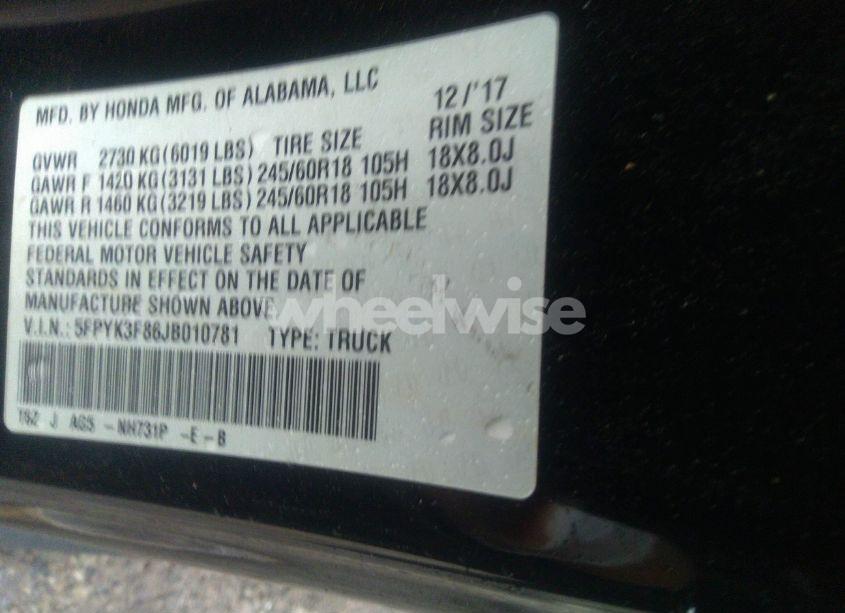 MFD. BY HONDA MFG. OF ALABAMA, LLC 12/'17
GVWR 2730 KG (6019 LBS) TIRE SIZE RIM SIZE
GAWR F 1420 KG (3131 LBS) 245/60R18 105H 18X8.0J
GAWR R 1460 KG (3219 LBS) 245/60R18 105H 18X8.0J
THIS VEHICLE CONFORMS TO ALL APPLICABLE
FEDERAL MOTOR VEHICLE SAFETY
STANDARDS IN EFFECT ON THE DATE OF
MANUFACTURE SHOWN ABOVE.
V.I.N.: 5FPYK3F86JB010781 TYPE: TRUCK
T6Z J AGS -NH731P -E-B
wheelwise